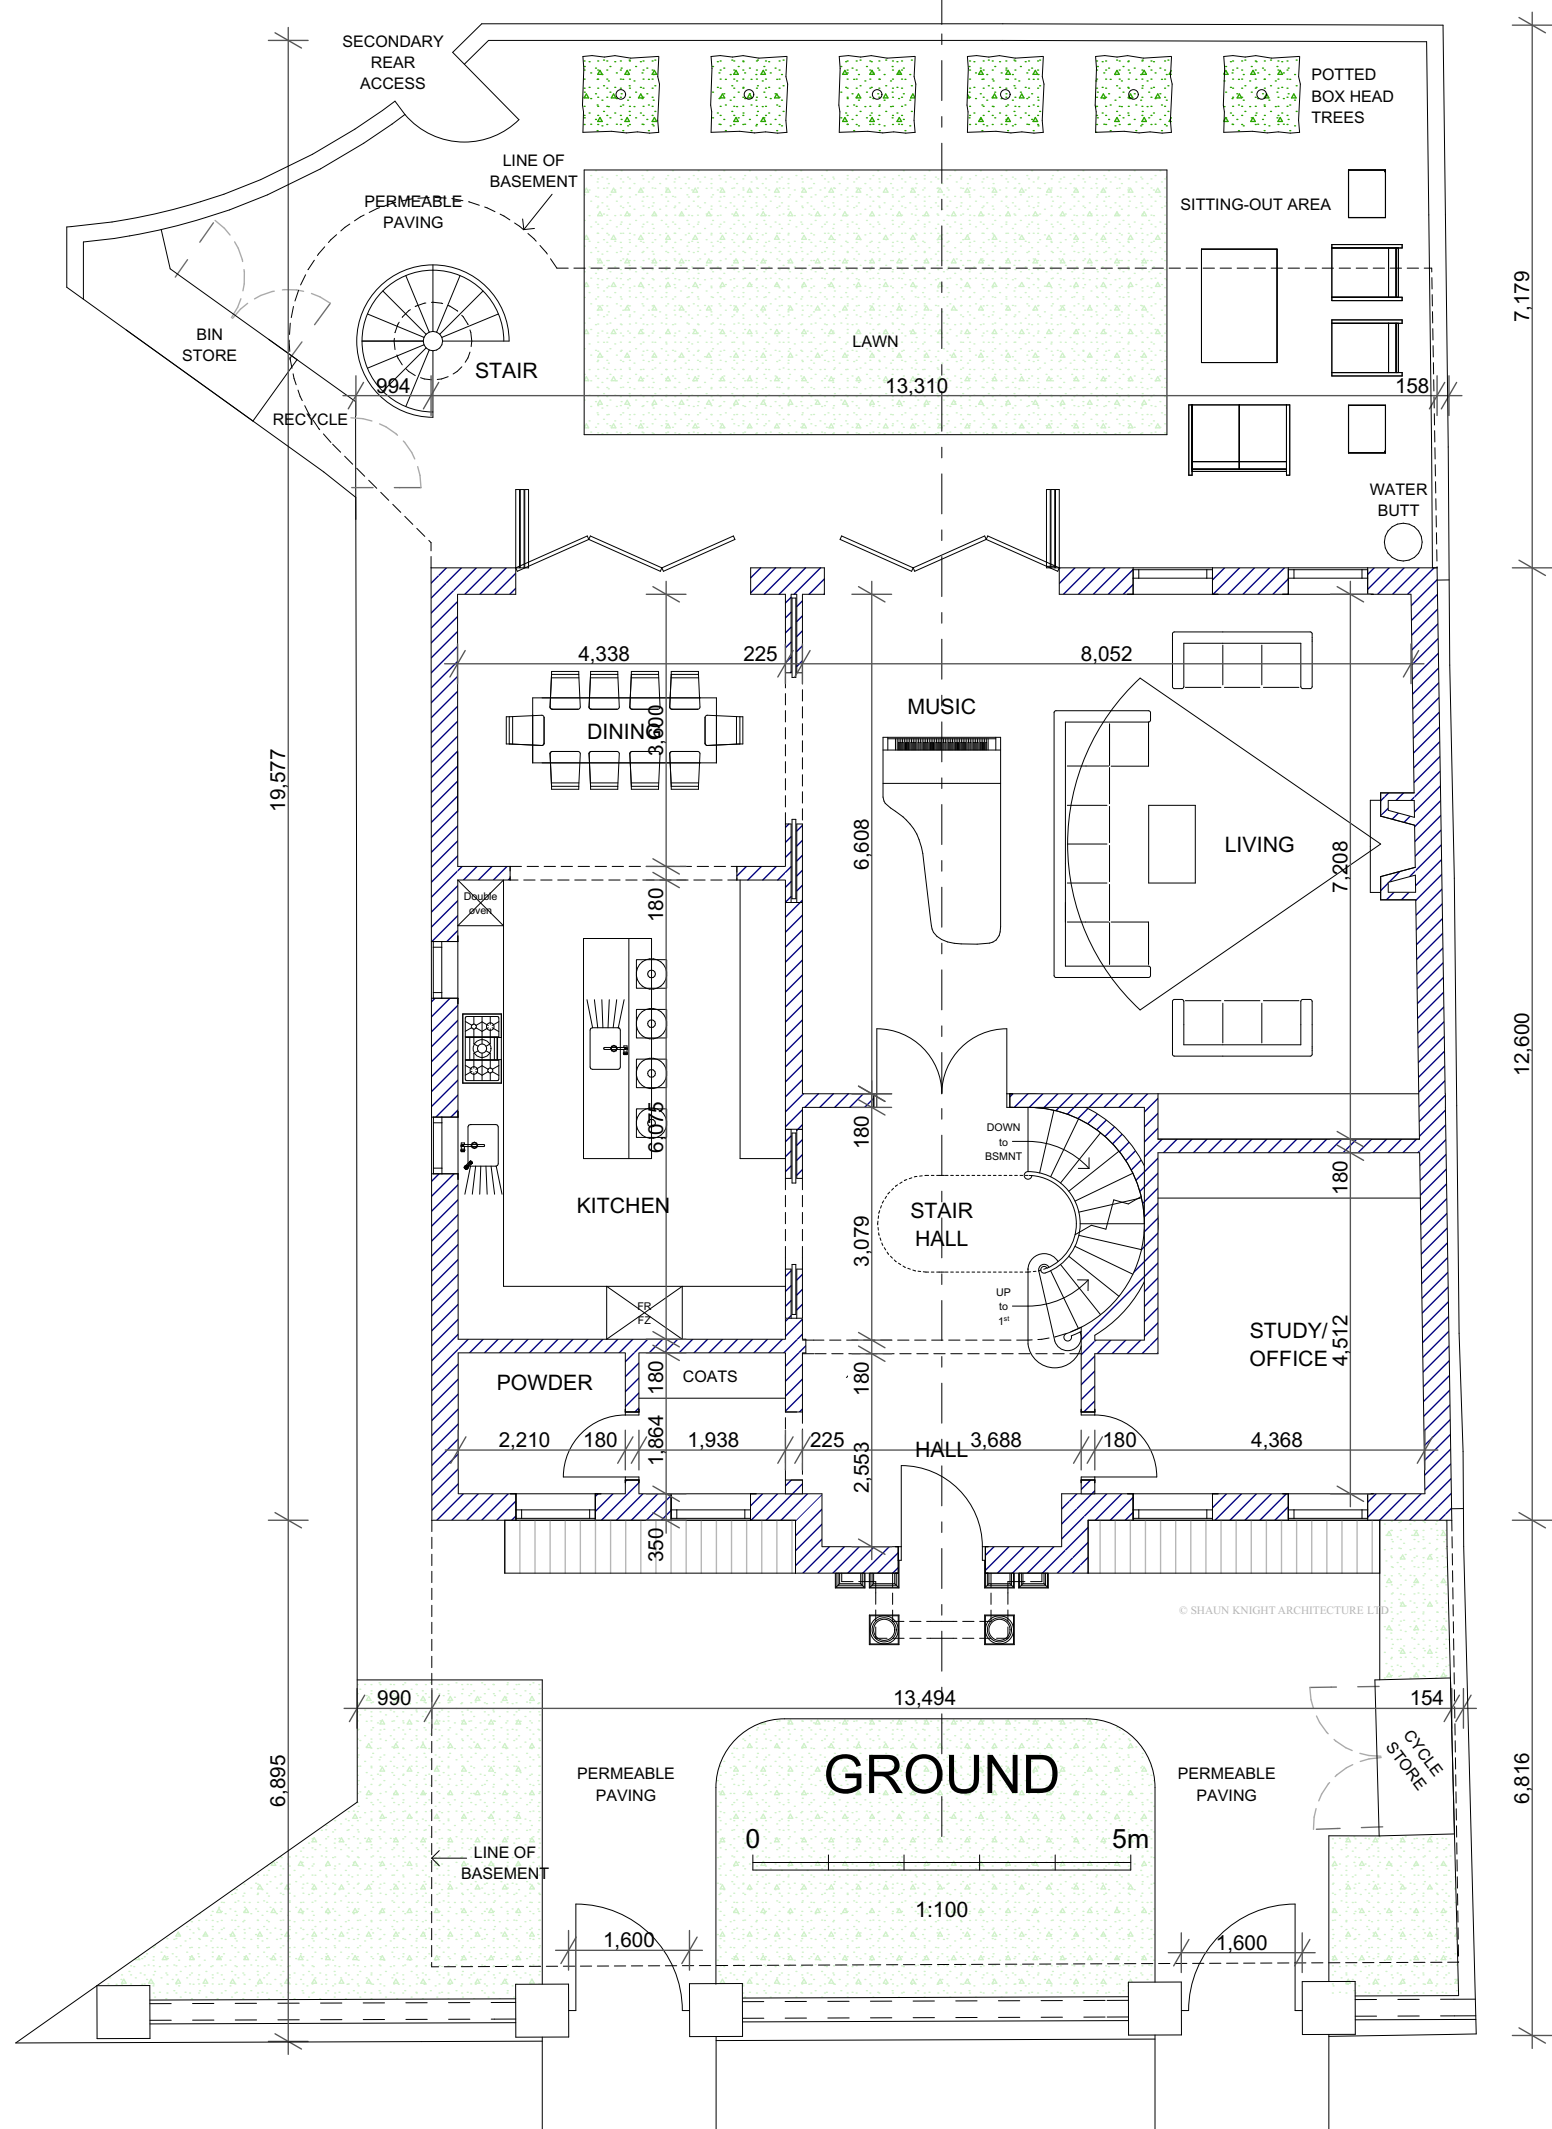 SECONDARY
REAR
ACCESS
POTTED
BOX HEAD
TREES
LINE OF
BASEMENT
PERMEABLE
PAVING
SITTING-OUT AREA
7,179
BIN
STORE
LAWN
STAIR
994
13,310
158
RECYCLE
WATER
BUTT
4,338
225
8,052
MUSIC
DINING
3,600
19,577
6,608
LIVING
7,208
Double
oven
180
12,600
6,075
180
DOWN
to
BSMNT
180
KITCHEN
STAIR
HALL
3,079
UP
to
1st
FR
FZ
STUDY/
OFFICE
4,512
POWDER
180
COATS
180
2,210
180
1,864
1,938
225
2,553
HALL
3,688
180
4,368
350
© SHAUN KNIGHT ARCHITECTURE LTD
990
13,494
154
CYCLE
STORE
PERMEABLE
PAVING
GROUND
PERMEABLE
PAVING
6,895
6,816
0
5m
LINE OF
BASEMENT
1:100
1,600
1,600